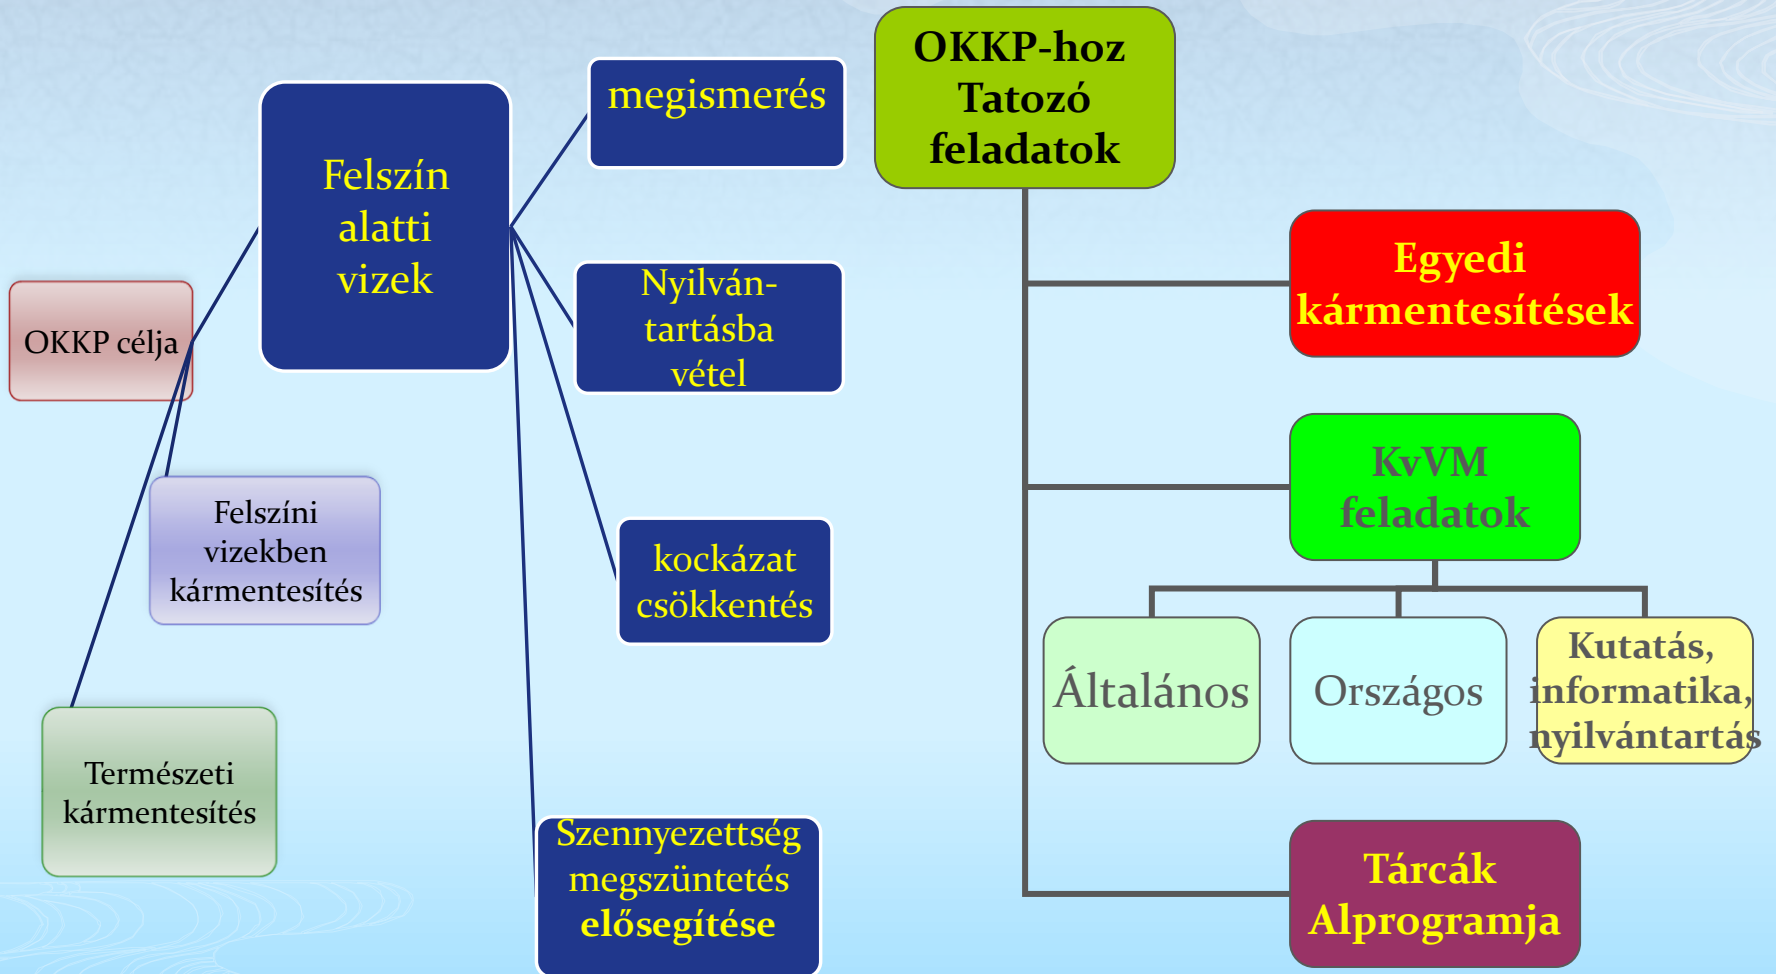 OKKP célja
Felszín
alatti
vizek
megismerés
Nyilván-
tartásba
vétel
kockázat
csökkentés
Szennyezettség
megszüntetés
elősegítése
Felszíni
vizekben
kármentesítés
Természeti
kármentesítés
OKKP-hoz
Tatozó
feladatok
Egyedi
kármentesítések
KvVM
feladatok
Általános
Országos
Kutatás,
informatika,
nyilvántartás
Tárcák
Alprogramja